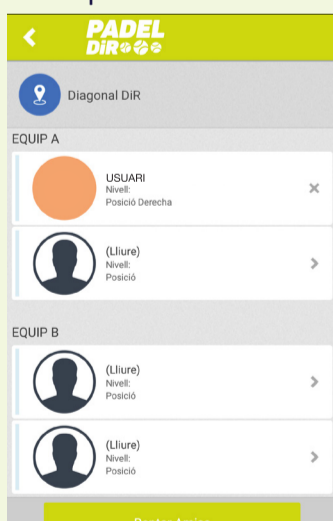 PADEL
DiR
Diagonal DiR
EQUIP A
USUARI
Nivell:
Posició Derecha
(Lliure)
Nivell:
Posició
EQUIP B
(Lliure)
Nivell:
Posició
(Lliure)
Nivell:
Posició